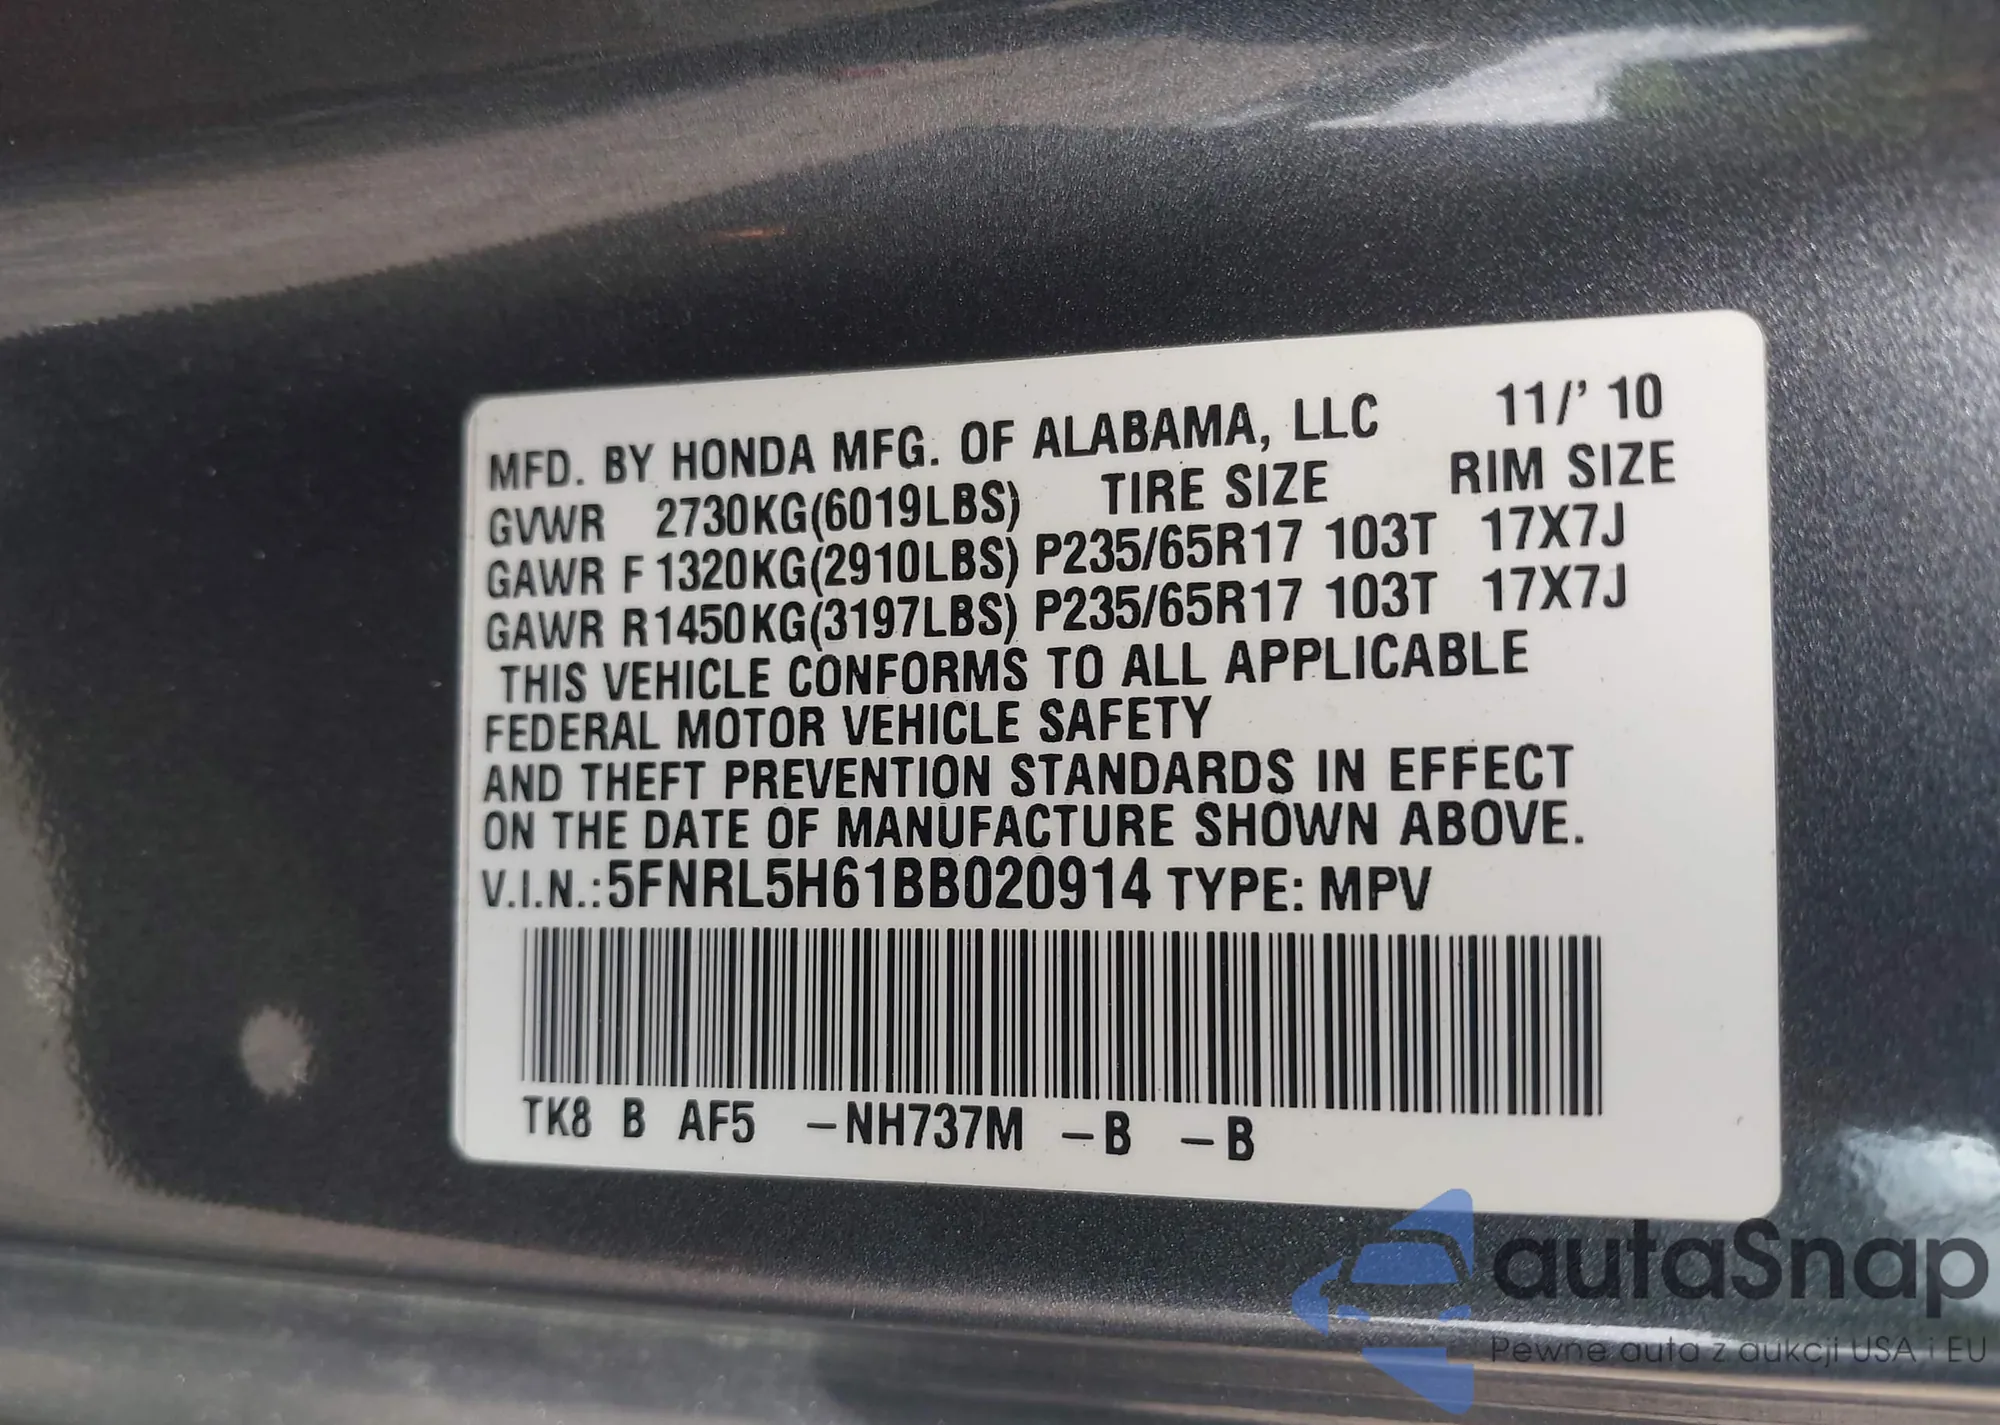 MFD. BY HONDA MFG. OF ALABAMA, LLC 11/' 10
GVWR 2730KG(6019LBS) TIRE SIZE RIM SIZE
GAWR F 1320KG(2910LBS) P235/65R17 103T 17X7J
GAWR R1450KG(3197LBS) P235/65R17 103T 17X7J
THIS VEHICLE CONFORMS TO ALL APPLICABLE
FEDERAL MOTOR VEHICLE SAFETY
AND THEFT PREVENTION STANDARDS IN EFFECT
ON THE DATE OF MANUFACTURE SHOWN ABOVE.
V.I.N.:5FNRL5H61BB020914 TYPE: MPV
TK8 B AF5 –NH737M –B –B
autaSnap
Pewne auta z aukcji USA i EU